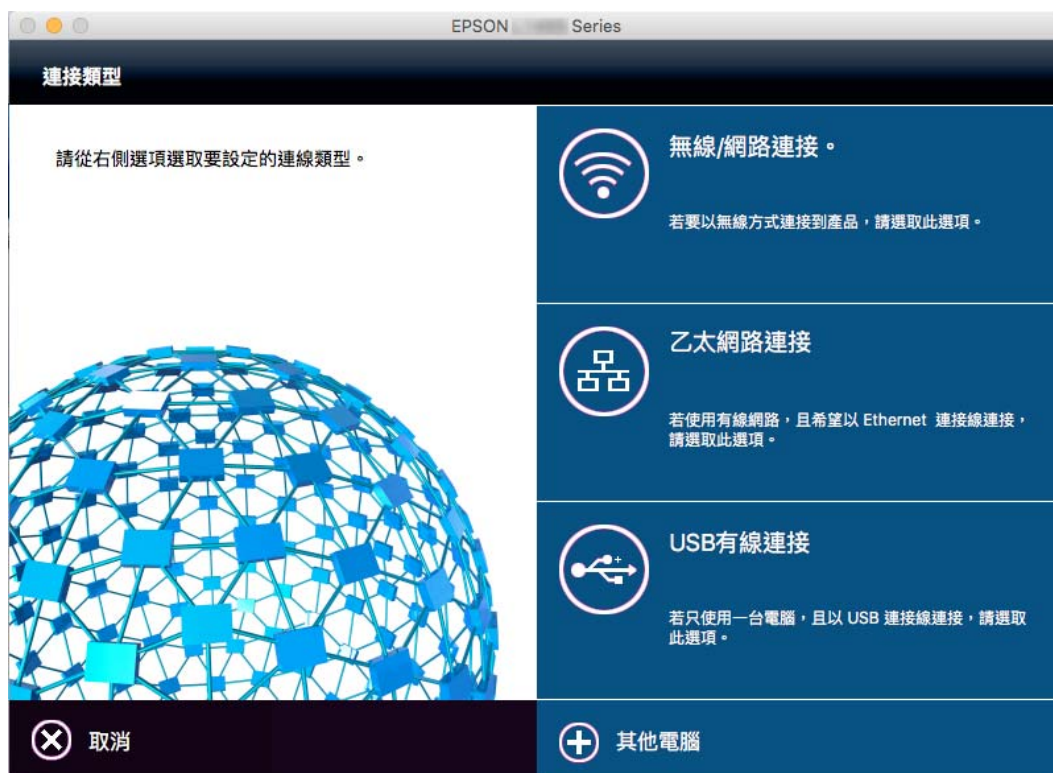 EPSON Series
連接類型
請從右側選項選取要設定的連線類型。
無線/網路連接。
若要以無線方式連接到產品，請選取此選項。
乙太網路連接
若使用有線網路，且希望以 Ethernet 連接線連接，
請選取此選項。
USB有線連接
若只使用一台電腦，且以 USB 連接線連接，請選取
此選項。
取消
其他電腦